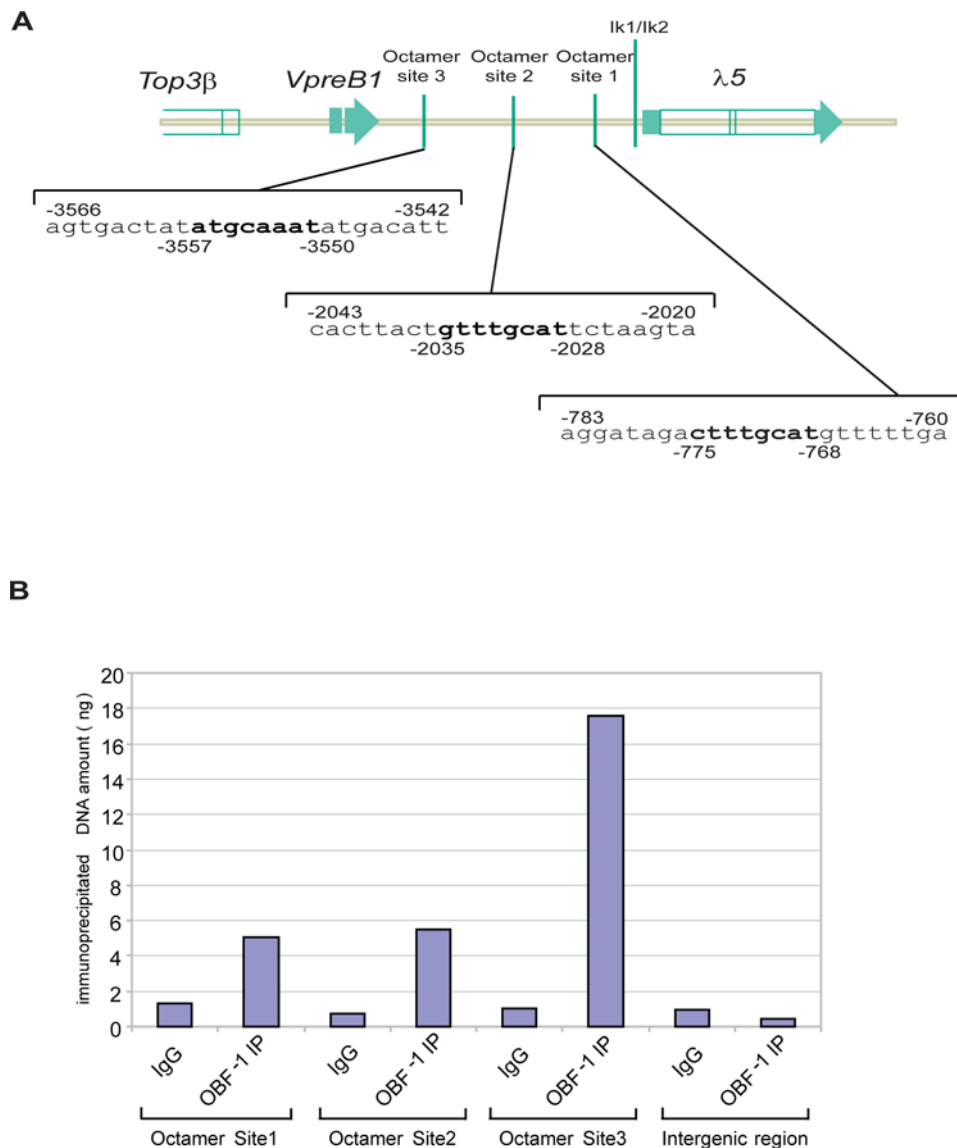 A
Ik1/Ik2
Octamer site 3
Octamer site 2
Octamer site 1
Top3β
VpreB1
λ5
-3566 -3542
agtgactatatgcaaatatgacatt
-3557 -3550
-2043 -2020
cacttactgtttgcattctaagta
-2035 -2028
-783 -760
aggatagactttgcatgtttttga
-775 -768
B
immunoprecipitated DNA amount ( ng)
20
18
16
14
12
10
8
6
4
2
0
IgG OBF -1 IP IgG OBF -1 IP IgG OBF -1 IP IgG OBF -1 IP
Octamer Site1 Octamer Site2 Octamer Site3 Intergenic region